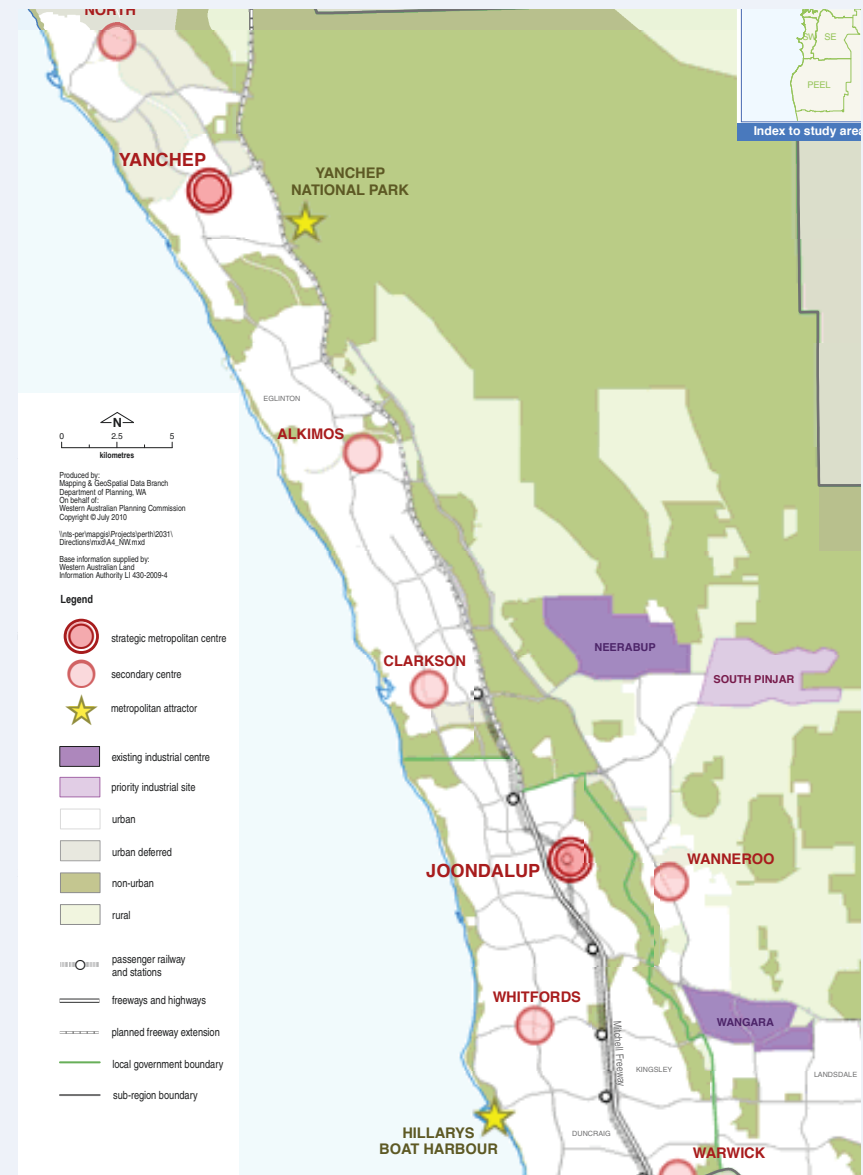 NORTH
SW SE
PEEL
Index to study area
YANCHEP
YANCHEP
NATIONAL PARK
EGLINTON
ALKIMOS
N
0 2.5 5
kilometres
Produced by:
Mapping & GeoSpatial Data Branch
Department of Planning, WA
On behalf of:
Western Australian Planning Commission
Copyright © July 2010
\\nts-per\mapgis\Projects\perth\2031\
Directions\mxd\A4_NW.mxd
Base information supplied by:
Western Australian Land
Information Authority LI 430-2009-4
Legend
strategic metropolitan centre
secondary centre
metropolitan attractor
existing industrial centre
priority industrial site
urban
urban deferred
non-urban
rural
passenger railway
and stations
freeways and highways
planned freeway extension
local government boundary
sub-region boundary
NEERABUP
CLARKSON
SOUTH PINJAR
JOONDALUP
WANNEROO
WHITFORDS
WANGARA
Mitchell Freeway
KINGSLEY
LANDSDALE
HILLARYS
BOAT HARBOUR
DUNCRAIG
WARWICK